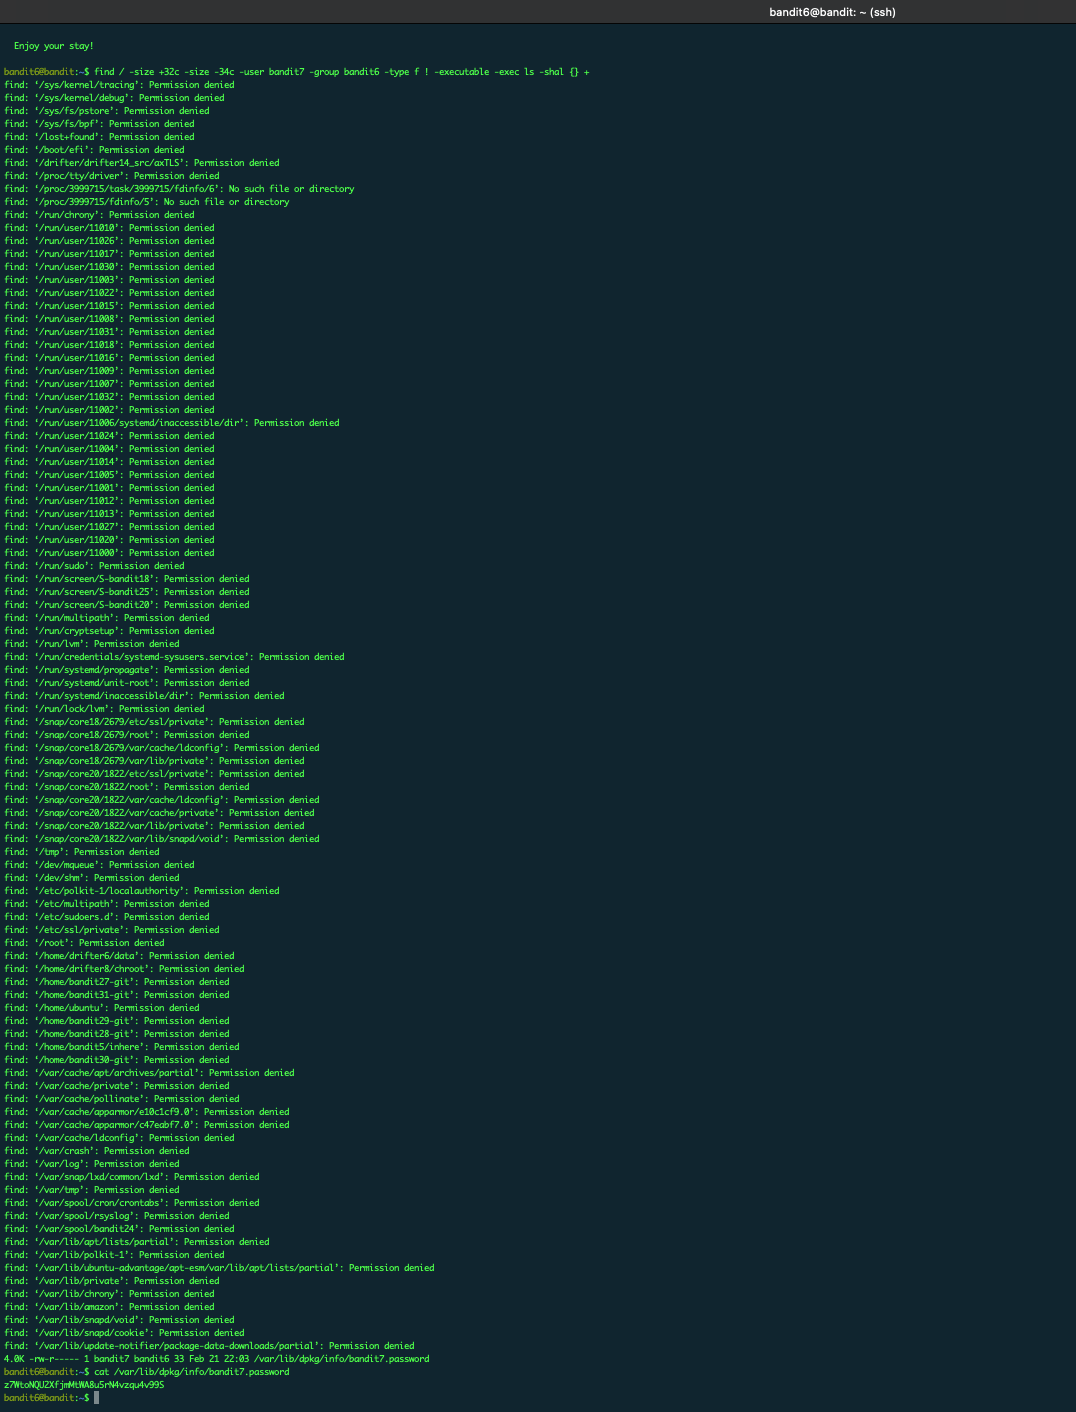 bandit6@bandit: ~ (ssh)
Enjoy your stay!
bandit6@bandit:~$ find / -size +32c -size -34c -user bandit7 -group bandit6 -type f ! -executable -exec ls -shal {} +
find: ‘/sys/kernel/tracing’: Permission denied
find: ‘/sys/kernel/debug’: Permission denied
find: ‘/sys/fs/pstore’: Permission denied
find: ‘/sys/fs/bpf’: Permission denied
find: ‘/lost+found’: Permission denied
find: ‘/boot/efi’: Permission denied
find: ‘/drifter/drifter14_src/axTLS’: Permission denied
find: ‘/proc/tty/driver’: Permission denied
find: ‘/proc/3999715/task/3999715/fdinfo/6’: No such file or directory
find: ‘/proc/3999715/fdinfo/5’: No such file or directory
find: ‘/run/chrony’: Permission denied
find: ‘/run/user/11010’: Permission denied
find: ‘/run/user/11026’: Permission denied
find: ‘/run/user/11017’: Permission denied
find: ‘/run/user/11030’: Permission denied
find: ‘/run/user/11003’: Permission denied
find: ‘/run/user/11022’: Permission denied
find: ‘/run/user/11015’: Permission denied
find: ‘/run/user/11008’: Permission denied
find: ‘/run/user/11031’: Permission denied
find: ‘/run/user/11018’: Permission denied
find: ‘/run/user/11016’: Permission denied
find: ‘/run/user/11009’: Permission denied
find: ‘/run/user/11007’: Permission denied
find: ‘/run/user/11032’: Permission denied
find: ‘/run/user/11002’: Permission denied
find: ‘/run/user/11006/systemd/inaccessible/dir’: Permission denied
find: ‘/run/user/11024’: Permission denied
find: ‘/run/user/11004’: Permission denied
find: ‘/run/user/11014’: Permission denied
find: ‘/run/user/11005’: Permission denied
find: ‘/run/user/11001’: Permission denied
find: ‘/run/user/11012’: Permission denied
find: ‘/run/user/11013’: Permission denied
find: ‘/run/user/11027’: Permission denied
find: ‘/run/user/11020’: Permission denied
find: ‘/run/user/11000’: Permission denied
find: ‘/run/sudo’: Permission denied
find: ‘/run/screen/S-bandit18’: Permission denied
find: ‘/run/screen/S-bandit25’: Permission denied
find: ‘/run/screen/S-bandit20’: Permission denied
find: ‘/run/multipath’: Permission denied
find: ‘/run/cryptsetup’: Permission denied
find: ‘/run/lvm’: Permission denied
find: ‘/run/credentials/systemd-sysusers.service’: Permission denied
find: ‘/run/systemd/propagate’: Permission denied
find: ‘/run/systemd/unit-root’: Permission denied
find: ‘/run/systemd/inaccessible/dir’: Permission denied
find: ‘/run/lock/lvm’: Permission denied
find: ‘/snap/core18/2679/etc/ssl/private’: Permission denied
find: ‘/snap/core18/2679/root’: Permission denied
find: ‘/snap/core18/2679/var/cache/ldconfig’: Permission denied
find: ‘/snap/core18/2679/var/lib/private’: Permission denied
find: ‘/snap/core20/1822/etc/ssl/private’: Permission denied
find: ‘/snap/core20/1822/root’: Permission denied
find: ‘/snap/core20/1822/var/cache/ldconfig’: Permission denied
find: ‘/snap/core20/1822/var/cache/private’: Permission denied
find: ‘/snap/core20/1822/var/lib/private’: Permission denied
find: ‘/snap/core20/1822/var/lib/snapd/void’: Permission denied
find: ‘/tmp’: Permission denied
find: ‘/dev/mqueue’: Permission denied
find: ‘/dev/shm’: Permission denied
find: ‘/etc/polkit-1/localauthority’: Permission denied
find: ‘/etc/multipath’: Permission denied
find: ‘/etc/sudoers.d’: Permission denied
find: ‘/etc/ssl/private’: Permission denied
find: ‘/root’: Permission denied
find: ‘/home/drifter6/data’: Permission denied
find: ‘/home/drifter8/chroot’: Permission denied
find: ‘/home/bandit27-git’: Permission denied
find: ‘/home/bandit31-git’: Permission denied
find: ‘/home/ubuntu’: Permission denied
find: ‘/home/bandit29-git’: Permission denied
find: ‘/home/bandit28-git’: Permission denied
find: ‘/home/bandit5/inhere’: Permission denied
find: ‘/home/bandit30-git’: Permission denied
find: ‘/var/cache/apt/archives/partial’: Permission denied
find: ‘/var/cache/private’: Permission denied
find: ‘/var/cache/pollinate’: Permission denied
find: ‘/var/cache/apparmor/e10c1cf9.0’: Permission denied
find: ‘/var/cache/apparmor/c47eabf7.0’: Permission denied
find: ‘/var/cache/ldconfig’: Permission denied
find: ‘/var/crash’: Permission denied
find: ‘/var/log’: Permission denied
find: ‘/var/snap/lxd/common/lxd’: Permission denied
find: ‘/var/tmp’: Permission denied
find: ‘/var/spool/cron/crontabs’: Permission denied
find: ‘/var/spool/rsyslog’: Permission denied
find: ‘/var/spool/bandit24’: Permission denied
find: ‘/var/lib/apt/lists/partial’: Permission denied
find: ‘/var/lib/polkit-1’: Permission denied
find: ‘/var/lib/ubuntu-advantage/apt-esm/var/lib/apt/lists/partial’: Permission denied
find: ‘/var/lib/private’: Permission denied
find: ‘/var/lib/chrony’: Permission denied
find: ‘/var/lib/amazon’: Permission denied
find: ‘/var/lib/snapd/void’: Permission denied
find: ‘/var/lib/snapd/cookie’: Permission denied
find: ‘/var/lib/update-notifier/package-data-downloads/partial’: Permission denied
4.0K -rw-r----- 1 bandit7 bandit6 33 Feb 21 22:03 /var/lib/dpkg/info/bandit7.password
bandit6@bandit:~$ cat /var/lib/dpkg/info/bandit7.password
z7WtoNQU2XfjmMtWA8u5rN4vzqu4v99S
bandit6@bandit:~$